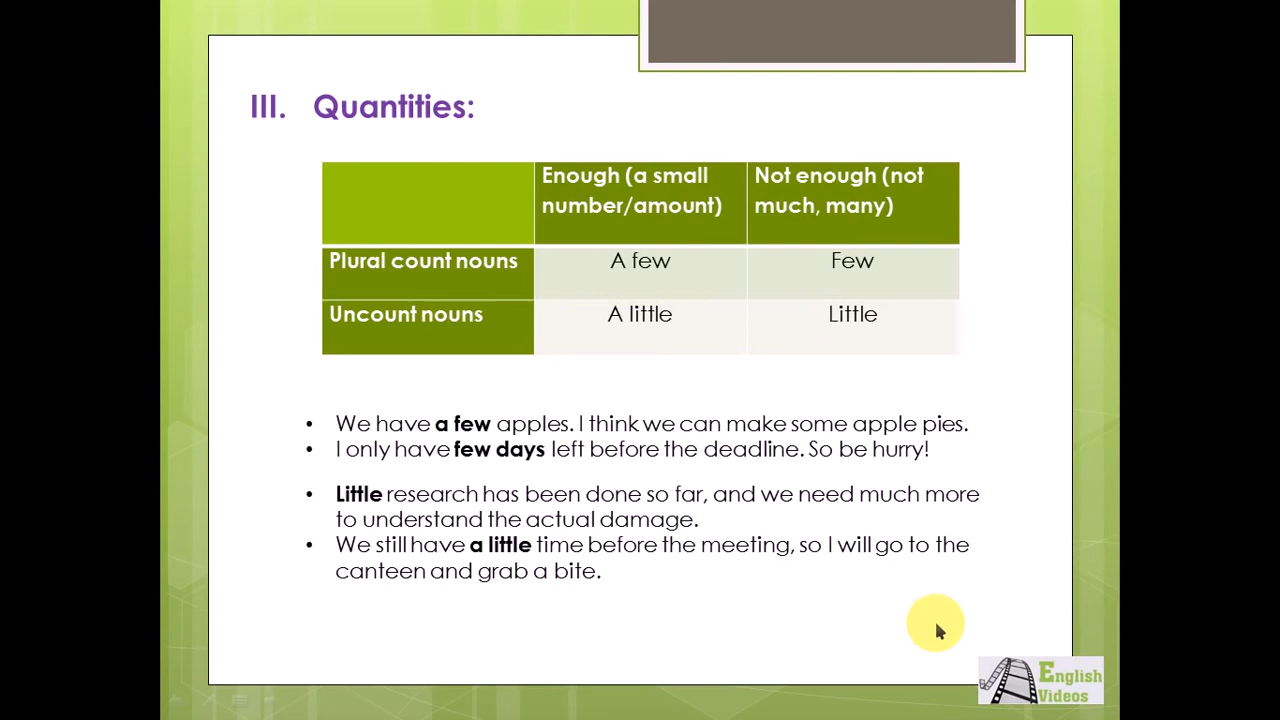 III. Quantities:
Enough (a small number/amount)
Not enough (not much, many)
Plural count nouns
A few
Few
Uncount nouns
A little
Little
• We have a few apples. I think we can make some apple pies.
• I only have few days left before the deadline. So be hurry!
• Little research has been done so far, and we need much more
to understand the actual damage.
• We still have a little time before the meeting, so I will go to the
canteen and grab a bite.
English
Videos